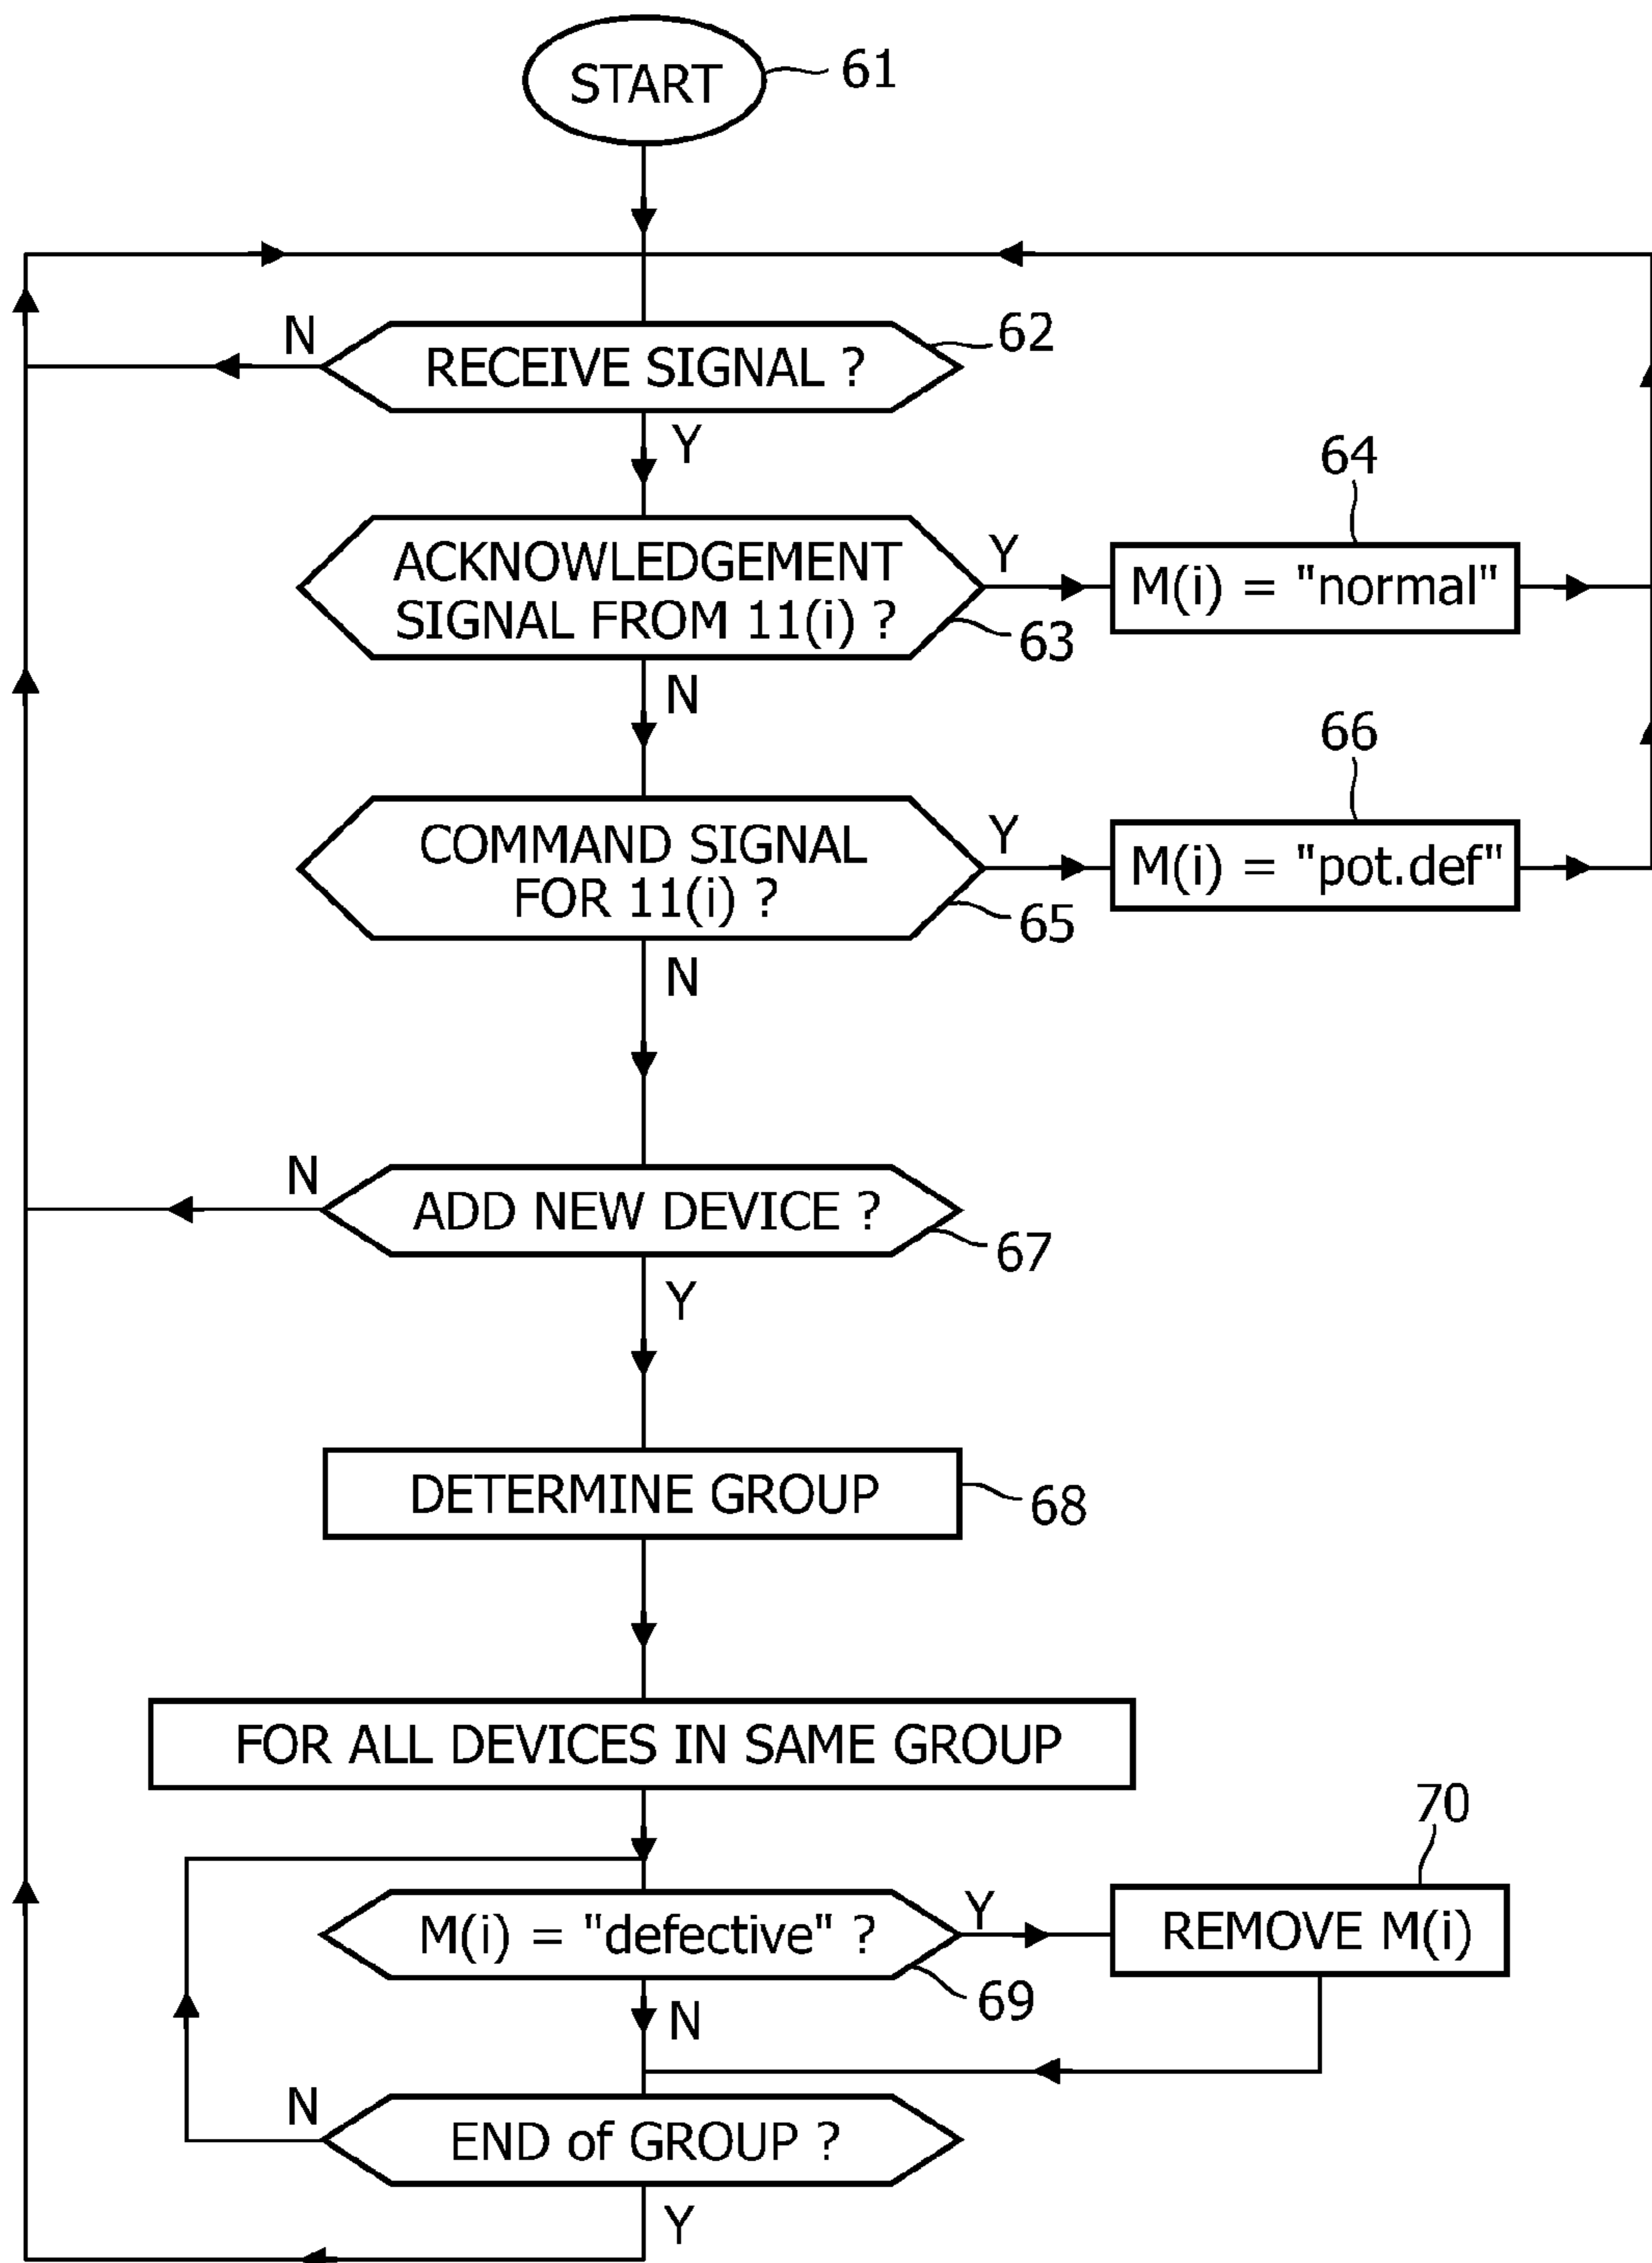 START
61
N
RECEIVE SIGNAL ?
62
Y
ACKNOWLEDGEMENT
SIGNAL FROM 11(i) ?
63
Y
64
M(i) = "normal"
N
COMMAND SIGNAL
FOR 11(i) ?
65
Y
66
M(i) = "pot.def"
N
N
ADD NEW DEVICE ?
67
Y
DETERMINE GROUP
68
FOR ALL DEVICES IN SAME GROUP
M(i) = "defective" ?
69
Y
70
REMOVE M(i)
N
N
END of GROUP ?
Y